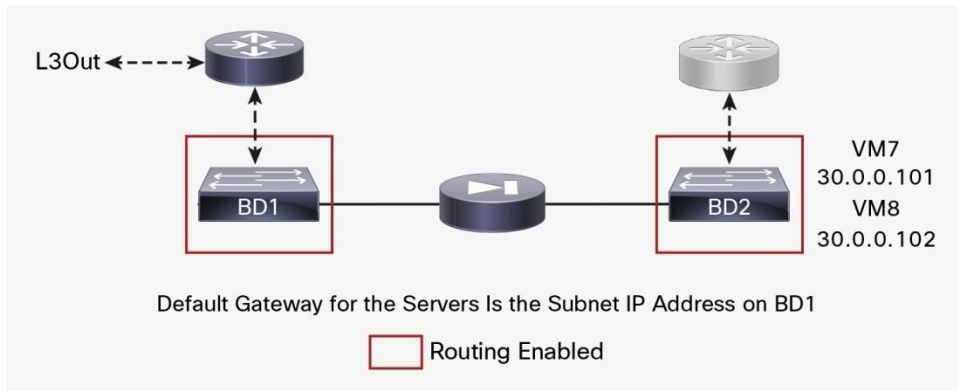 L3Out
BD1
BD2
VM7
30.0.0.101
VM8
30.0.0.102
Default Gateway for the Servers Is the Subnet IP Address on BD1
Routing Enabled